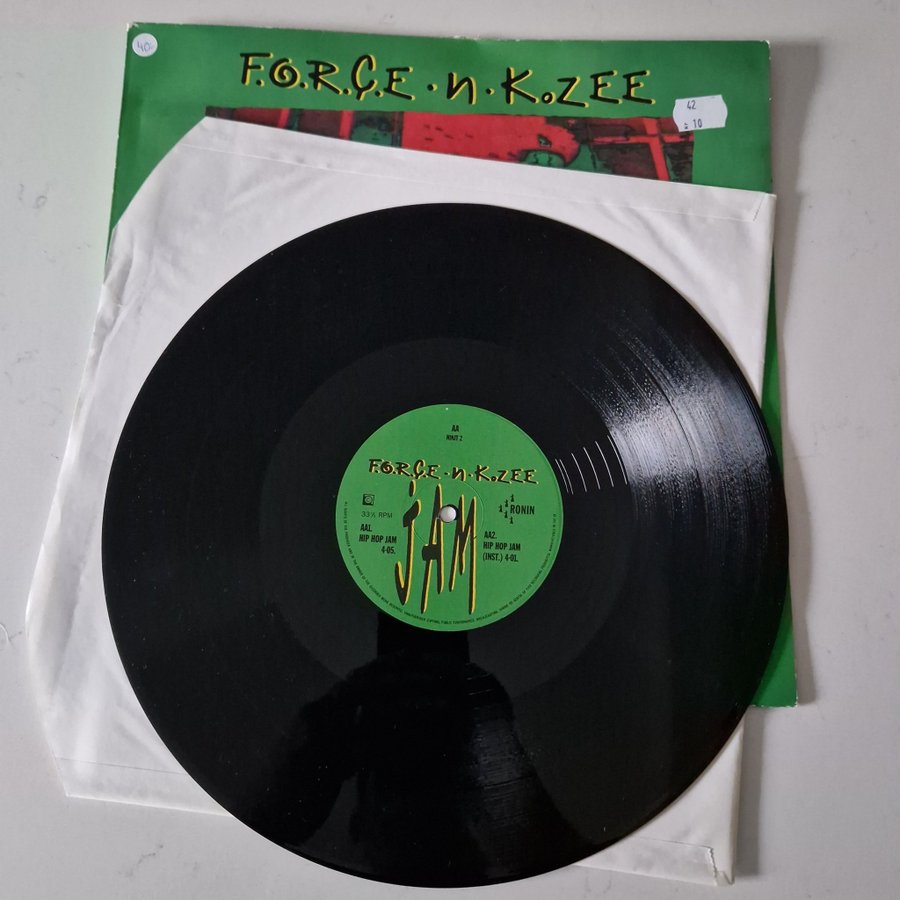 40,-
F.O.R.Ç.E · N · K.ZEE
42
: 10
AA
NINJT 2
F.O.R.Ç.E · N · K.ZEE
JAM
33⅓ RPM
RONIN
AA1.
HIP HOP JAM
4·05.
AA2.
HIP HOP JAM
(INST.) 4·01.